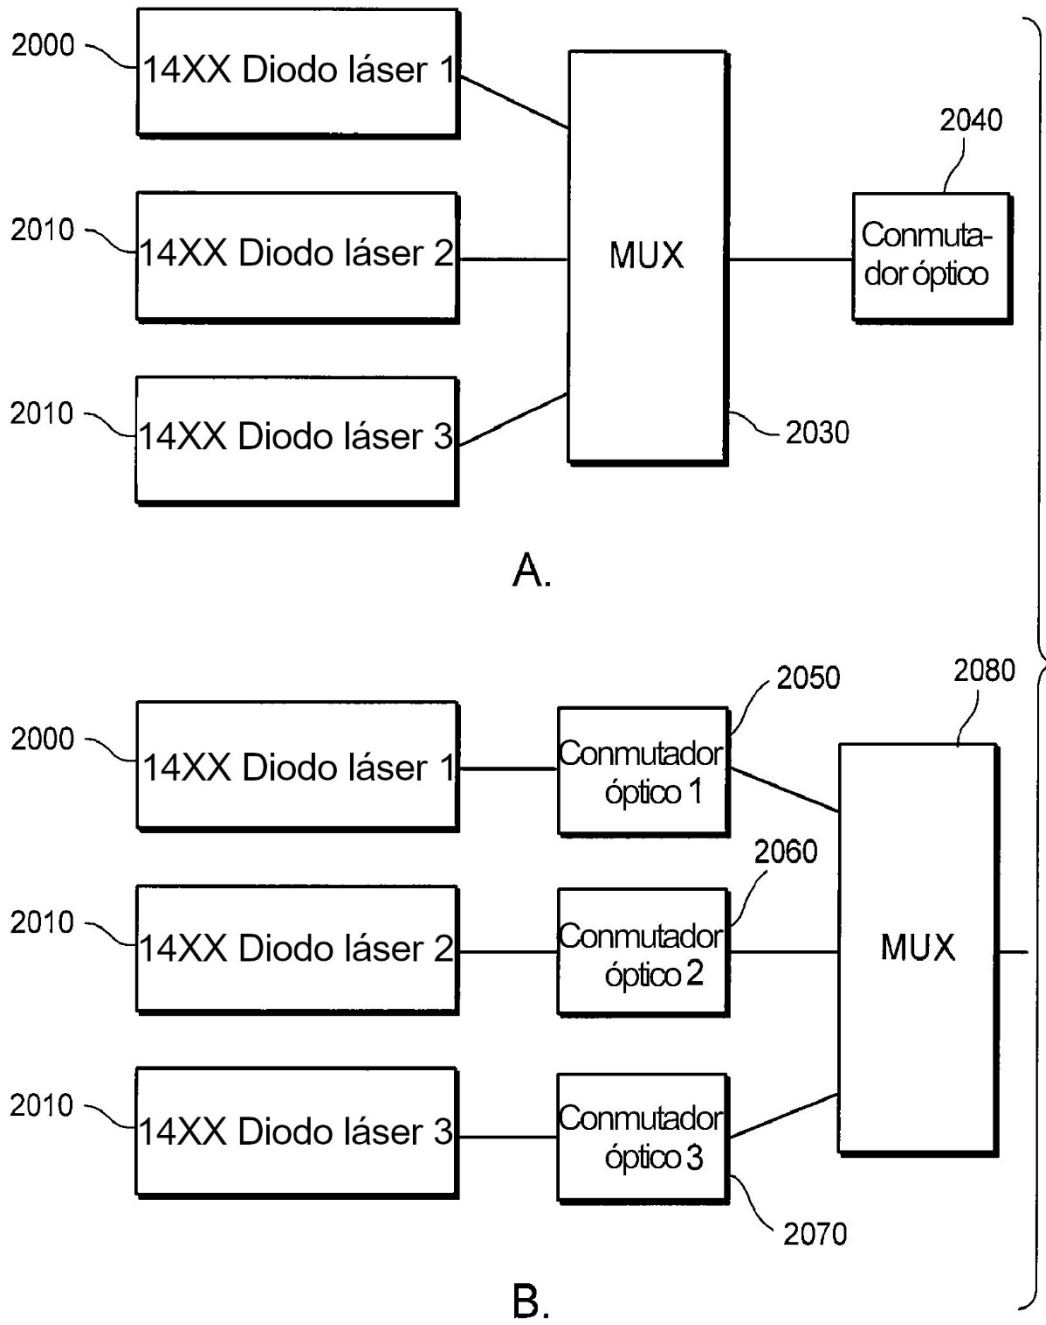 2000
14XX Diodo láser 1
2040
2010
14XX Diodo láser 2
MUX
Conmuta-
dor óptico
2010
14XX Diodo láser 3
2030
A.
2050
2080
2000
14XX Diodo láser 1
Conmutador
óptico 1
2060
2010
14XX Diodo láser 2
Conmutador
óptico 2
MUX
2010
14XX Diodo láser 3
Conmutador
óptico 3
2070
B.